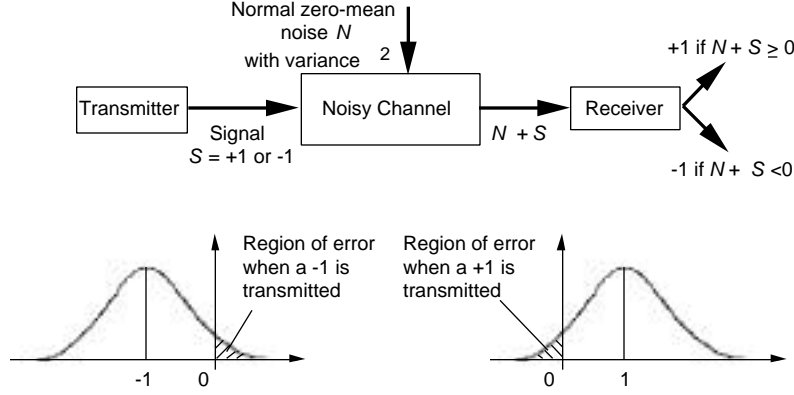 Normal zero-mean
noise N
with variance 2
Transmitter
Noisy Channel
Receiver
Signal
S = +1 or -1
N + S
+1 if N + S ≥ 0
-1 if N + S <0
Region of error
when a -1 is
transmitted
-1
0
Region of error
when a +1 is
transmitted
0
1